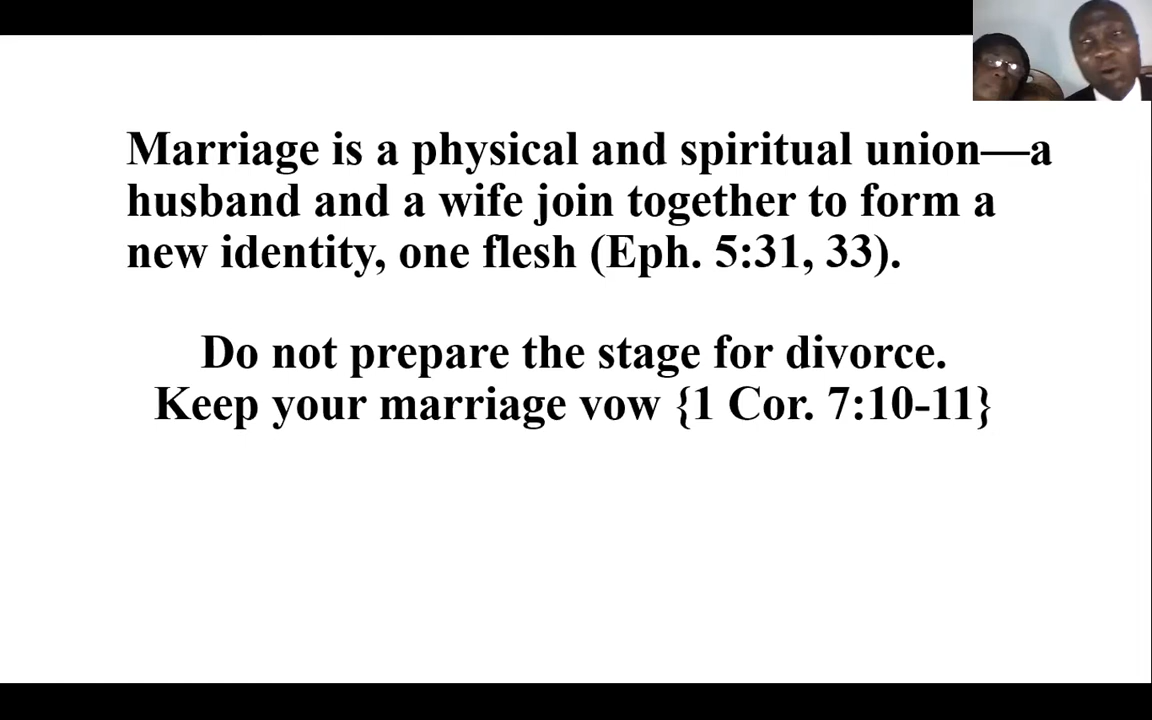 Marriage is a physical and spiritual union—a
husband and a wife join together to form a
new identity, one flesh (Eph. 5:31, 33).
Do not prepare the stage for divorce.
Keep your marriage vow {1 Cor. 7:10-11}